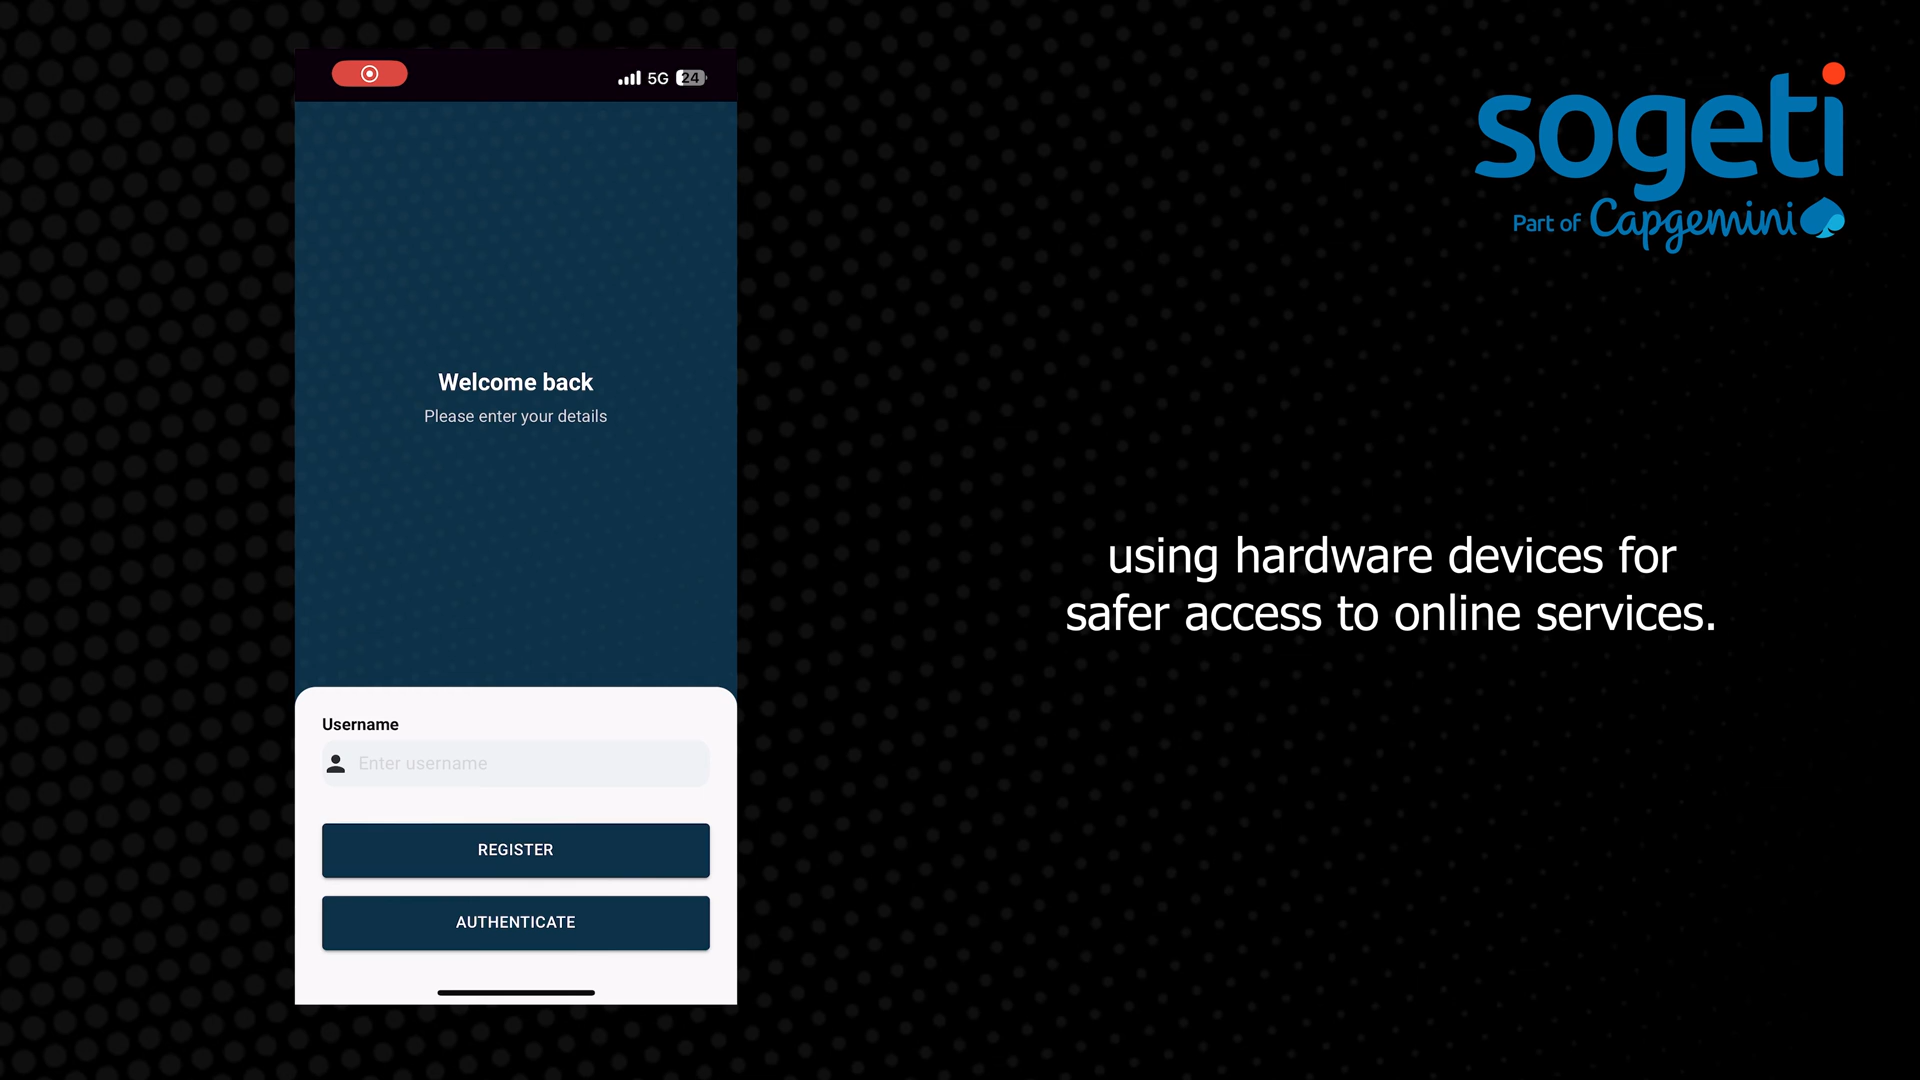 5G 24
Welcome back
Please enter your details
Username
Enter username
REGISTER
AUTHENTICATE
sogeti
Part of Capgemini
using hardware devices for
safer access to online services.